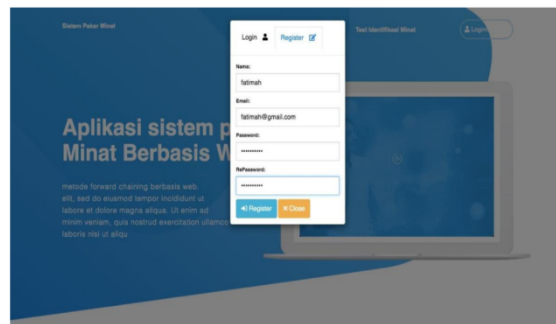 Sistem Pakar Minat
Test Identifikasi Minat
Login
Login Register
Name:
fatimah
Email:
fatimah@gmail.com
Password:
••••••••••
RePassword:
••••••••••
Register × Close
Aplikasi sistem p
Minat Berbasis W
metode forward chaining berbasis web.
elit, sed do eiusmod tempor incididunt ut
labore et dolore magna aliqua. Ut enim ad
minim veniam, quis nostrud exercitation ullamco
laboris nisi ut aliqu